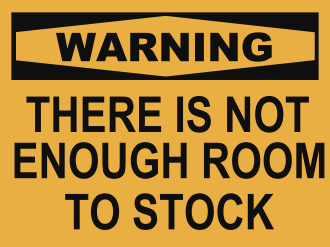 WARNING
THERE IS NOT
ENOUGH ROOM
TO STOCK